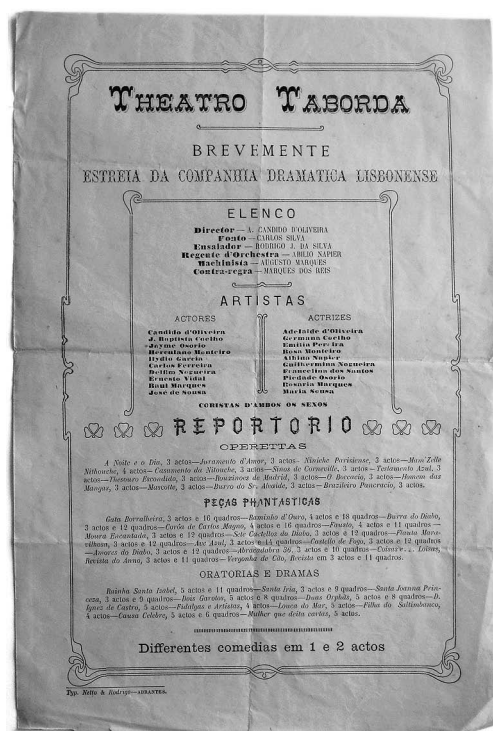 THEATRO TABORDA
BREVEMENTE
ESTREIA DA COMPANHIA DRAMATICA LISBONENSE
ELENCO
Director — A. CANDIDO D'OLIVEIRA
Ponto — CARLOS SILVA
Ensaiador — RODRIGO J. DA SILVA
Regente d'Orchestra — ABILIO NAPIER
Machinista — AUGUSTO MARQUES
Contra-regra — MARQUES DOS REIS
ARTISTAS
ACTORES
Candido d'Oliveira
J. Baptista Coelho
Jayme Osorio
Herculano Monteiro
Ilydio Garcia
Carlos Ferreira
Delfim Nogueira
Ernesto Vidal
Raul Marques
José de Sousa
ACTRIZES
Adelaide d'Oliveira
Germana Coelho
Emilia Pereira
Rosa Monteiro
Albina Napier
Guilhermina Nogueira
Francelina dos Santos
Piedade Osorio
Rosaria Marques
Maria Sousa
CORISTAS D'AMBOS OS SEXOS
REPORTORIO
OPERETTAS
A Noite e o Dia, 3 actos—Juramento d'Amor, 3 actos—Niniche Parisiense, 3 actos—Mam'Zelle
Nithouche, 4 actos—Casamento da Nitouche, 3 actos—Sinos de Corneville, 3 actos—Testamento Azul, 3
actos—Thesouro Escondido, 3 actos—Rouxinoes de Madrid, 3 actos—O Boccacio, 3 actos—Homem das
Mangas, 3 actos—Mascotte, 3 actos—Burro do Sr. Alcaide, 3 actos—Brazileiro Pancracio, 3 actos.
PEÇAS PHANTASTICAS
Gata Borralheira, 3 actos e 16 quadros—Raminho d'Ouro, 4 actos e 18 quadros—Burra do Diabo,
3 actos e 12 quadros—Corôa de Carlos Magno, 4 actos e 16 quadros—Fausto, 4 actos e 11 quadros—
Moura Encantada, 3 actos e 12 quadros—Sete Castellos do Diabo, 3 actos e 12 quadros—Flauta Mara-
vilhosa, 3 actos e 12 quadros—Ave Azul, 3 actos e 14 quadros—Castello de Fogo, 3 actos e 12 quadros
—Amores do Diabo, 3 actos e 12 quadros—Abracadabra 36, 3 actos e 10 quadros—
Revista do Anno, 3 actos e 11 quadros—Vergonha de Cão, Revista em 3 actos e 11 quadros.
ORATORIAS E DRAMAS
Rainha Santa Izabel, 5 actos e 11 quadros—Santa Iria, 3 actos e 9 quadros—Santa Joanna Prin-
ceza, 3 actos e 9 quadros—Dois Garotos, 5 actos e 8 quadros—Duas Orphãs, 5 actos e 8 quadros—D.
Ignez de Castro, 5 actos—Fidalgos e Artistas, 4 actos—Louca do Mar, 5 actos—Filha do Saltimbanco,
4 actos—Causa Celebre, 5 actos e 6 quadros—Mulher que deita cartas, 5 actos.
Differentes comedias em 1 e 2 actos
Typ. Netto & Rodrigo—ABRANTES.